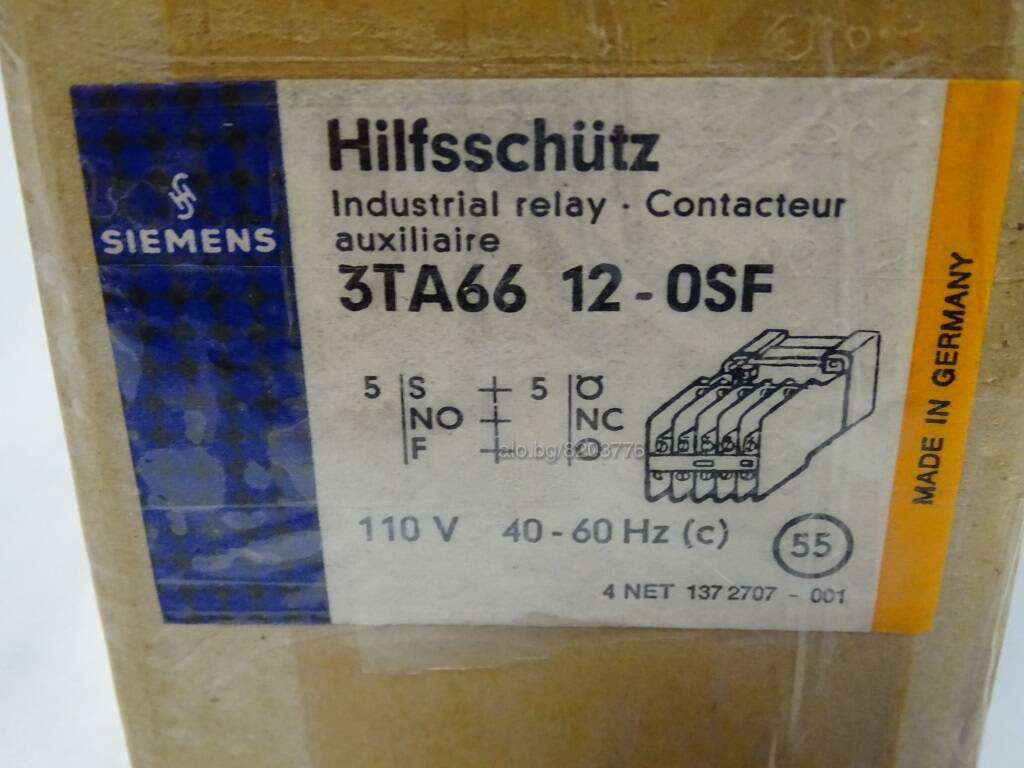 SIEMENS
Hilfsschütz
Industrial relay · Contacteur
auxiliaire
3TA66 12-0SF
5 S + 5 Ö
NO + NC
F + O
110 V 40-60 Hz (c)
55
4 NET 137 2707 - 001
MADE IN GERMANY
alo.bg/8203776